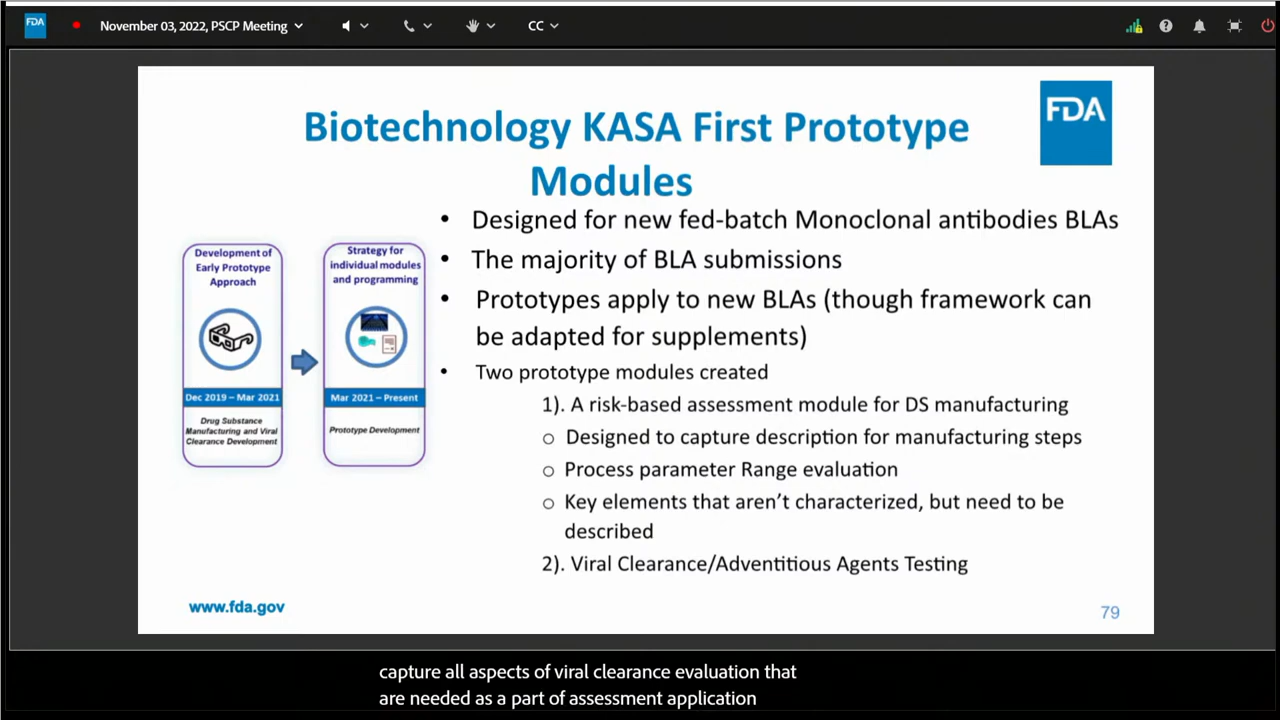 FDA
November 03, 2022, PSCP Meeting
CC
Biotechnology KASA First Prototype
Modules
FDA
Development of
Early Prototype
Approach
Dec 2019 – Mar 2021
Drug Substance
Manufacturing and Viral
Clearance Development
Strategy for
individual modules
and programming
Mar 2021 – Present
Prototype Development
• Designed for new fed-batch Monoclonal antibodies BLAs
• The majority of BLA submissions
• Prototypes apply to new BLAs (though framework can
be adapted for supplements)
• Two prototype modules created
1). A risk-based assessment module for DS manufacturing
o Designed to capture description for manufacturing steps
o Process parameter Range evaluation
o Key elements that aren’t characterized, but need to be
described
2). Viral Clearance/Adventitious Agents Testing
www.fda.gov
79
capture all aspects of viral clearance evaluation that
are needed as a part of assessment application